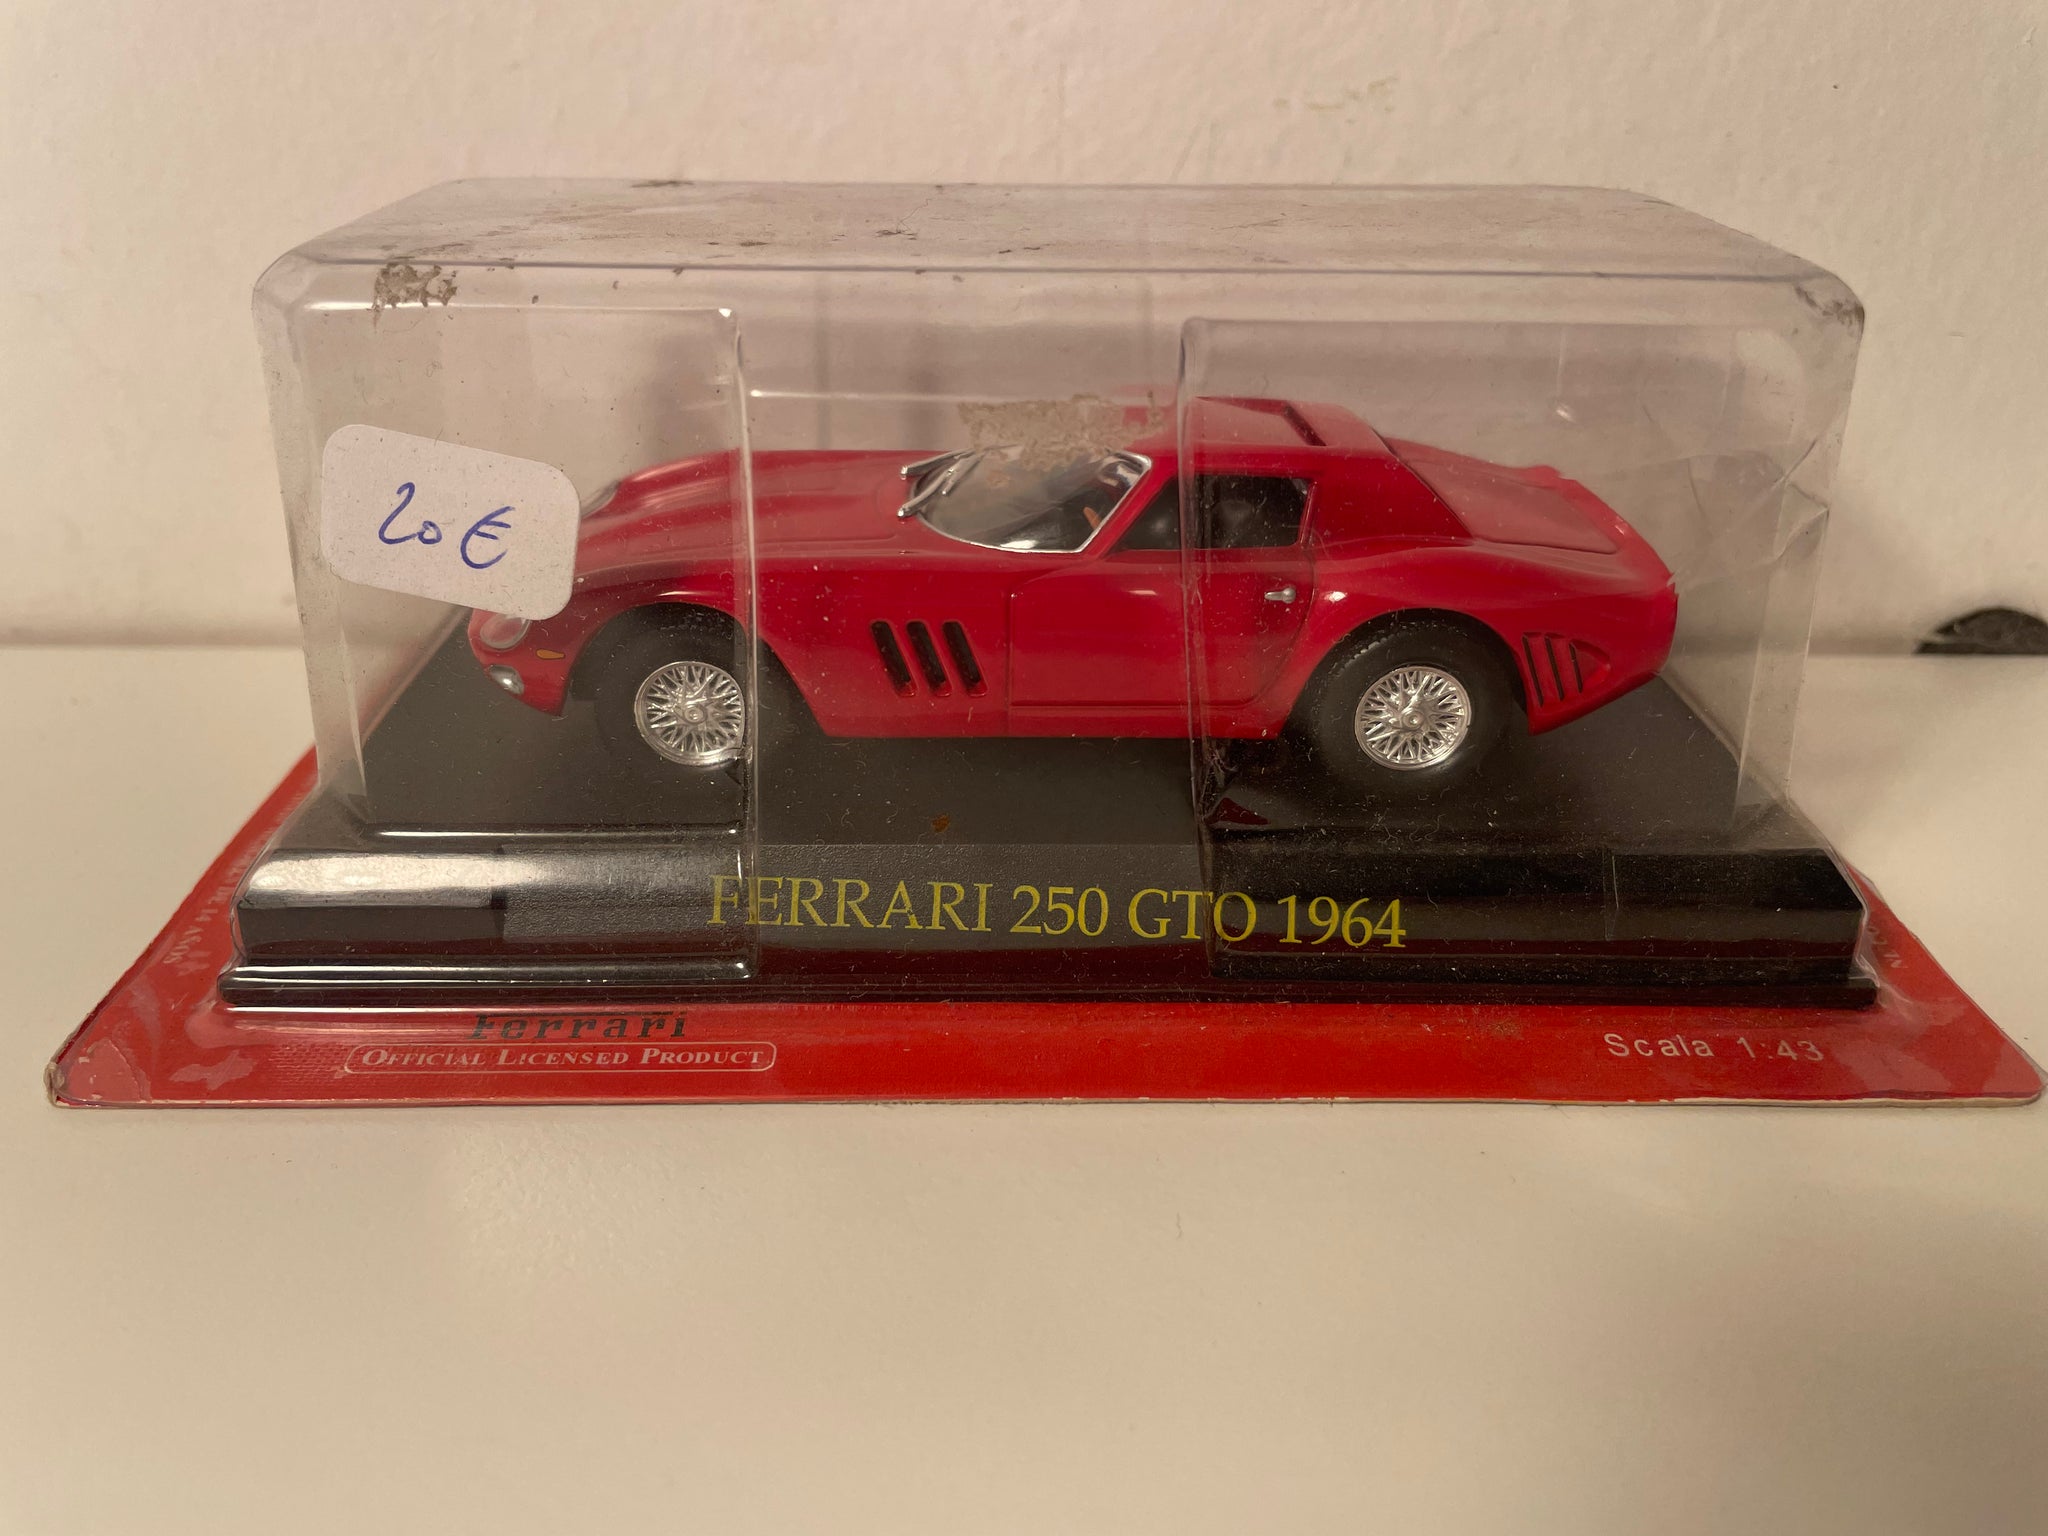 20€
FERRARI 250 GTO 1964
Ferrari
OFFICIAL LICENSED PRODUCT
Scala 1:43